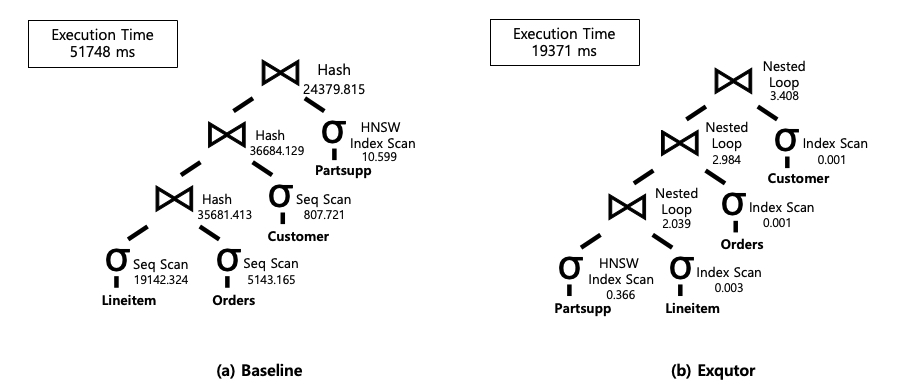 Execution Time
51748 ms
Hash
24379.815
Hash
36684.129
σ
HNSW
Index Scan
10.599
Partsupp
Hash
35681.413
σ
Seq Scan
807.721
Customer
σ
Seq Scan
19142.324
Lineitem
σ
Seq Scan
5143.165
Orders
(a) Baseline
Execution Time
19371 ms
Nested
Loop
3.408
Nested
Loop
2.984
σ
Index Scan
0.001
Customer
Nested
Loop
2.039
σ
Index Scan
0.001
Orders
σ
HNSW
Index Scan
0.366
Partsupp
σ
Index Scan
0.003
Lineitem
(b) Exqutor